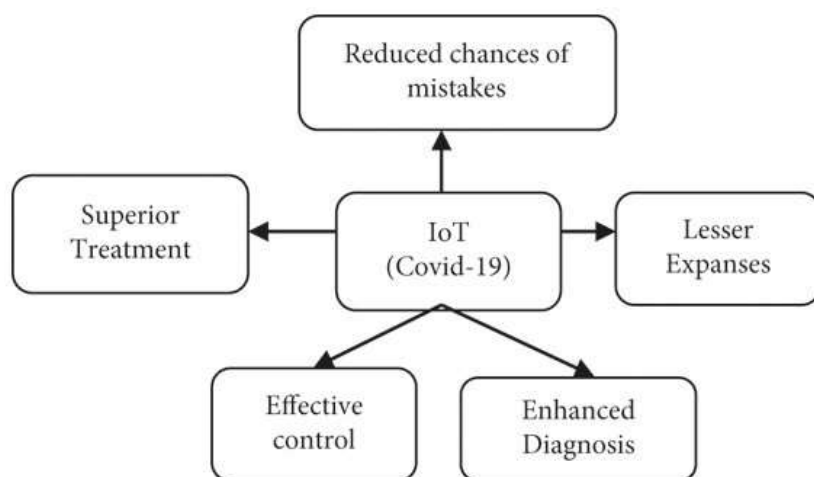 Reduced chances of
mistakes
Superior
Treatment
IoT
(Covid-19)
Lesser
Expanses
Effective
control
Enhanced
Diagnosis